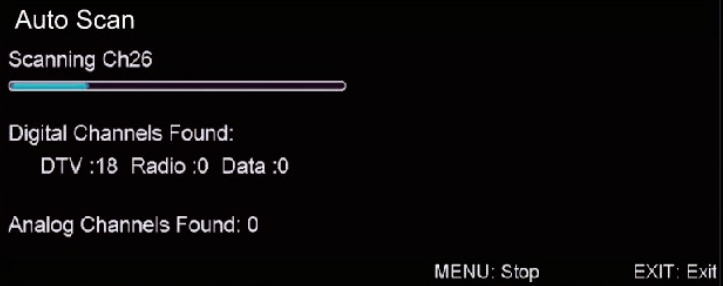 Auto Scan
Scanning Ch26
Digital Channels Found:
DTV :18 Radio :0 Data :0
Analog Channels Found: 0
MENU: Stop EXIT: Exit